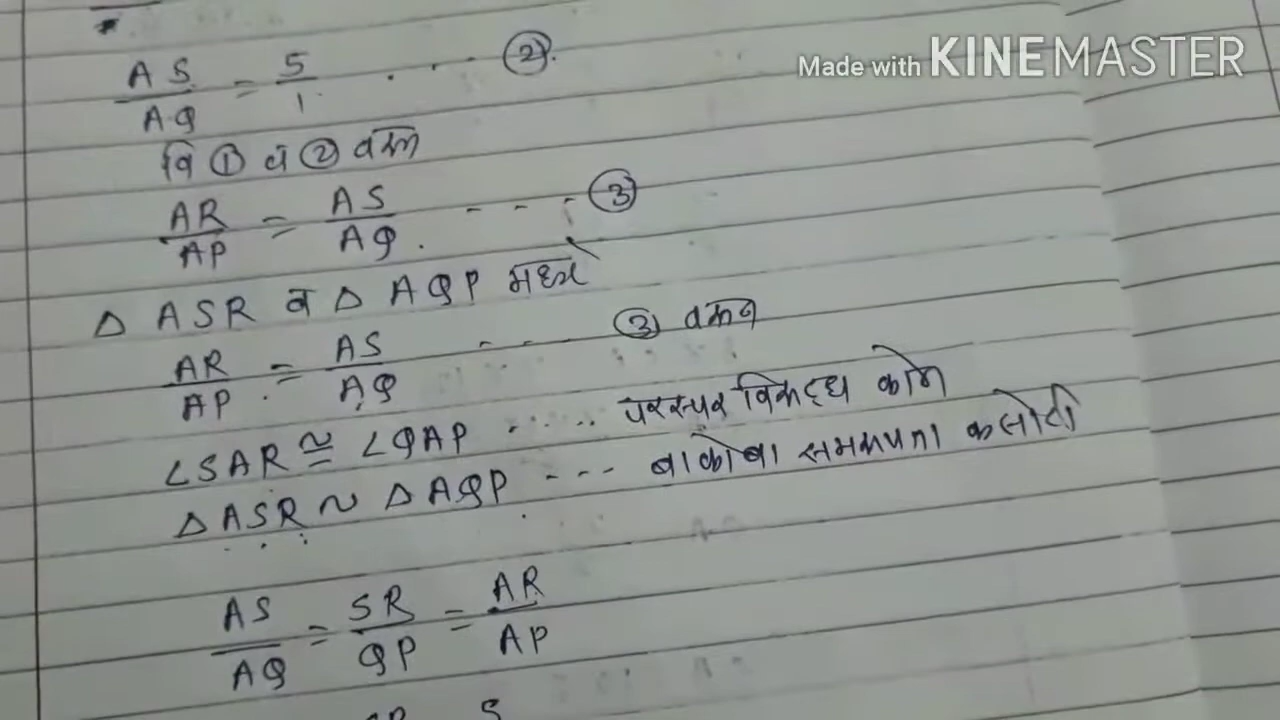 Made with KINEMASTER
AS/AQ = 5/1 . . . ②.
वि ① व ② वरून
AR/AP = AS/AQ. - - - ③
△ ASR व △ AQP मध्ये
AR/AP = AS/AQ - - - ③ वरून
∠SAR ≅ ∠QAP ...... परस्पर विरुद्ध कोन
△ ASR ~ △ AQP - - - बाकोबा समरूपता कसोटी
AS/AQ = SR/QP = AR/AP